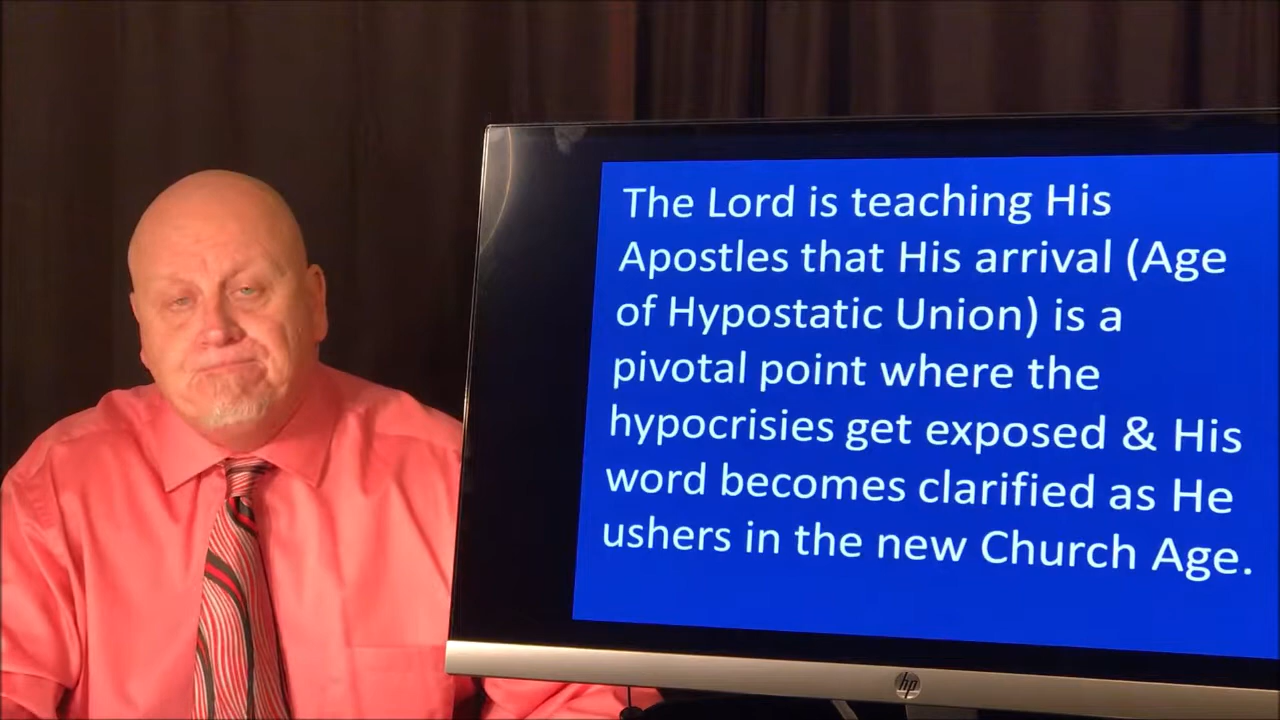 The Lord is teaching His
Apostles that His arrival (Age
of Hypostatic Union) is a
pivotal point where the
hypocrisies get exposed & His
word becomes clarified as He
ushers in the new Church Age.
hp